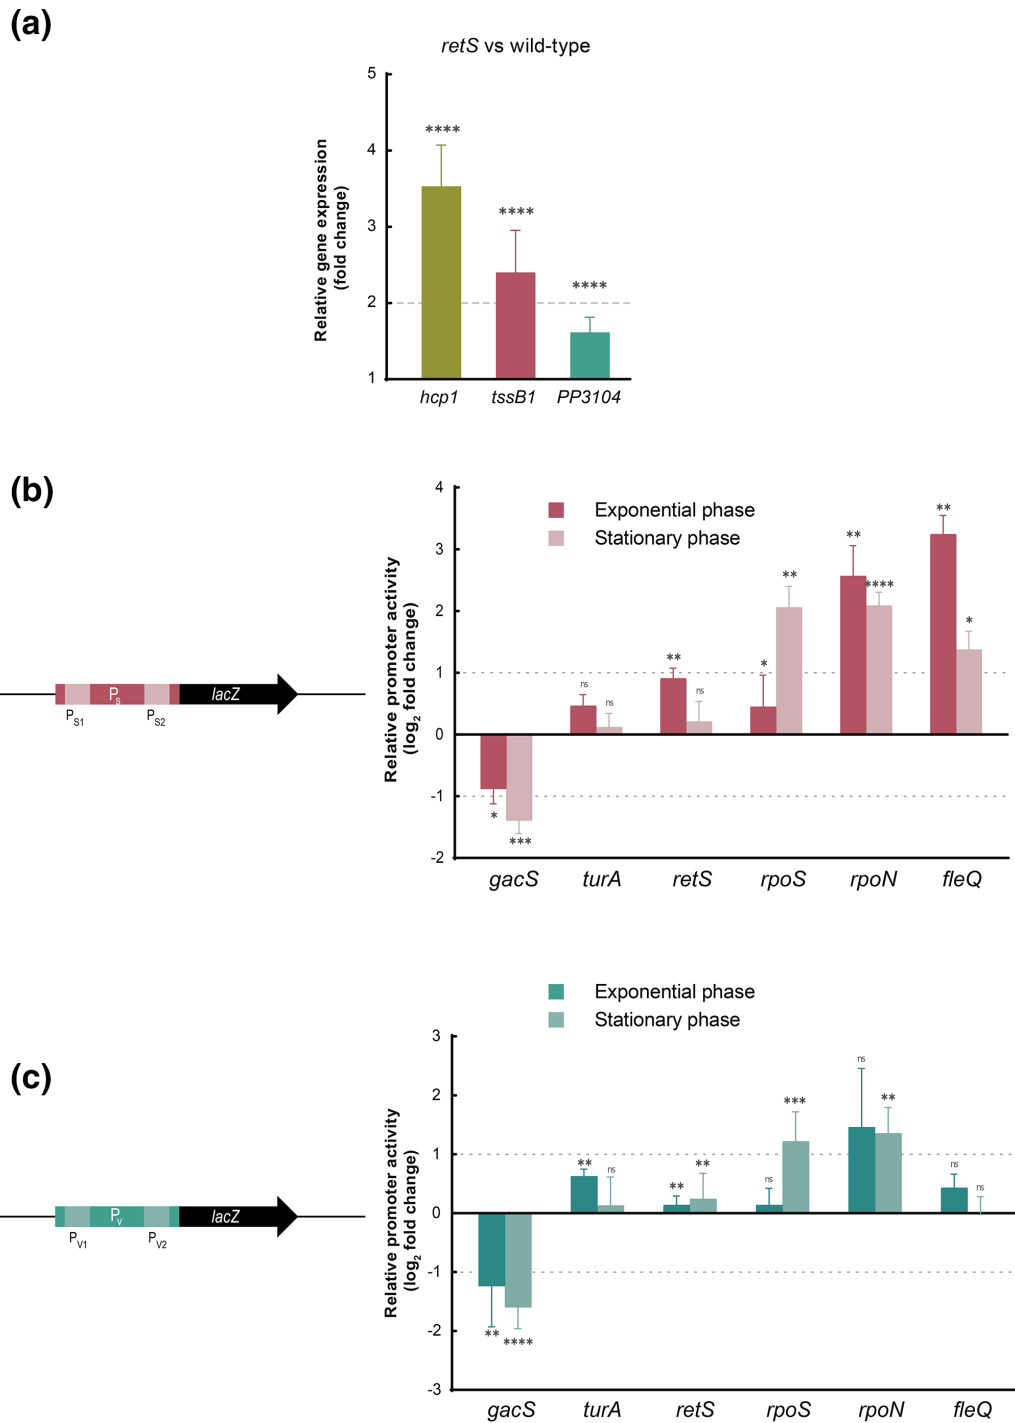 (a)
retS vs wild-type
Relative gene expression
(fold change)
5
4
3
2
1
****
****
****
hcp1
tssB1
PP3104
(b)
Exponential phase
Stationary phase
Relative promoter activity
(log2 fold change)
4
3
2
1
0
-1
-2
PS
lacZ
PS1
PS2
*
***
ns
ns
**
ns
*
**
**
****
**
*
gacS
turA
retS
rpoS
rpoN
fleQ
(c)
Exponential phase
Stationary phase
Relative promoter activity
(log2 fold change)
3
2
1
0
-1
-2
-3
PV
lacZ
PV1
PV2
**
****
**
ns
**
**
ns
***
ns
**
ns
ns
gacS
turA
retS
rpoS
rpoN
fleQ